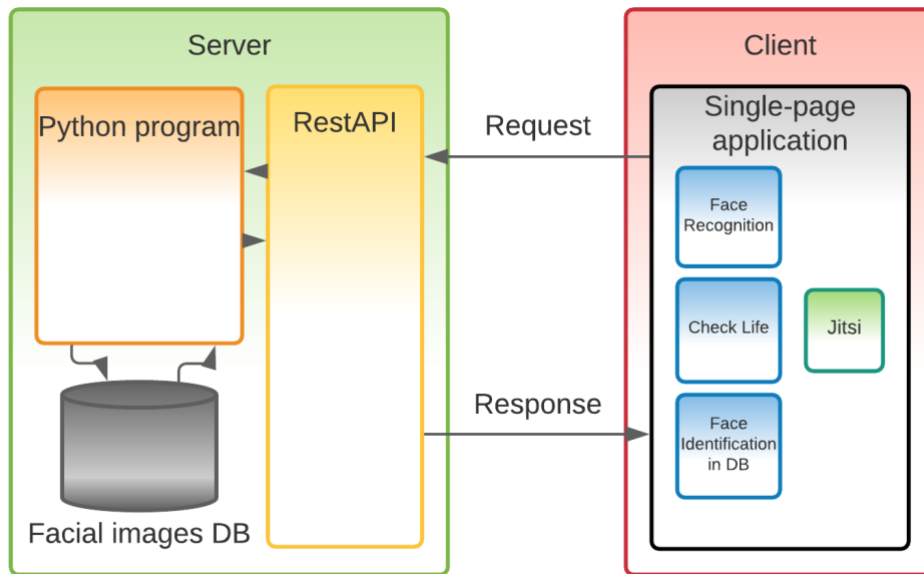 Server
Python program
RestAPI
Facial images DB
Request
Response
Client
Single-page
application
Face
Recognition
Check Life
Face
Identification
in DB
Jitsi